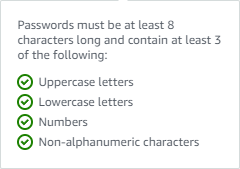 Passwords must be at least 8
characters long and contain at least 3
of the following:
Uppercase letters
Lowercase letters
Numbers
Non-alphanumeric characters